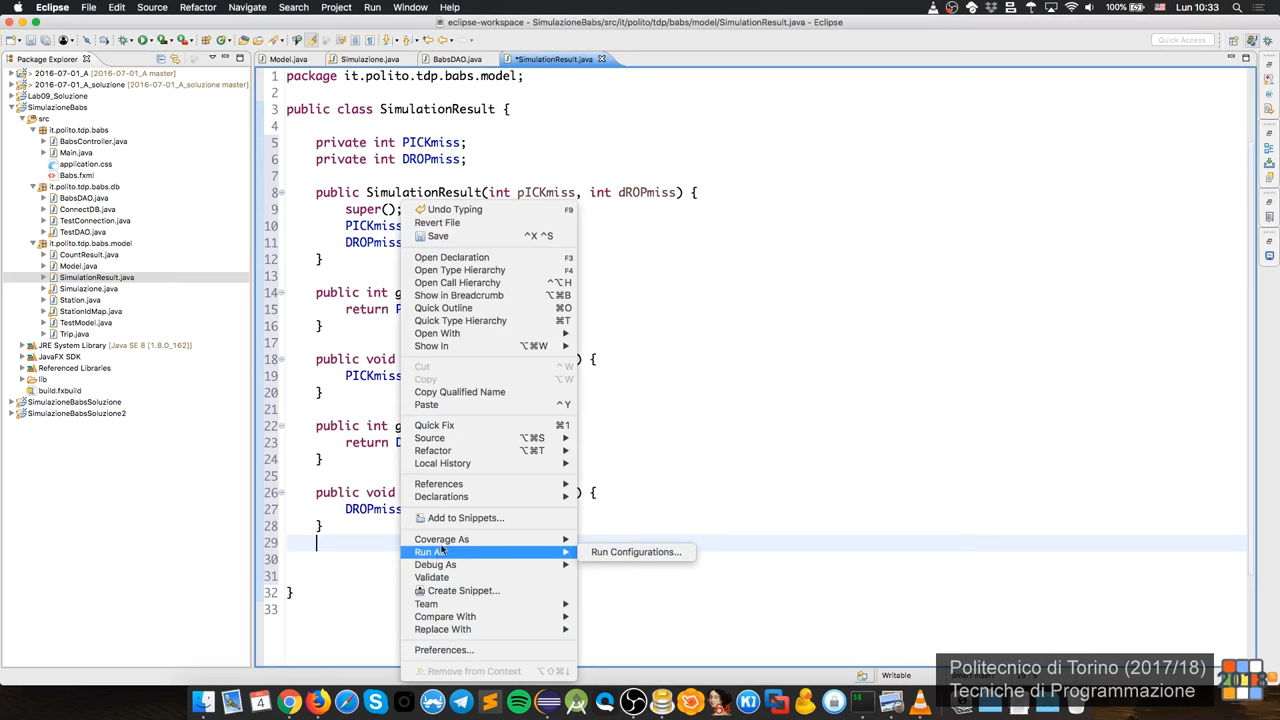 Eclipse File Edit Source Refactor Navigate Search Project Run Window Help 100% Lun 10:33
eclipse-workspace - SimulazioneBabs/src/it/polito/tdp/babs/model/SimulationResult.java - Eclipse
Quick Access
Package Explorer
Model.java
Simulazione.java
BabsDAO.java
*SimulationResult.java
> 2016-07-01_A [2016-07-01_A master]
> 2016-07-01_A_soluzione [2016-07-01_A_soluzione master]
Lab09_Soluzione
SimulazioneBabs
src
it.polito.tdp.babs
BabsController.java
Main.java
application.css
Babs.fxml
it.polito.tdp.babs.db
BabsDAO.java
ConnectDB.java
TestConnection.java
TestDAO.java
it.polito.tdp.babs.model
CountResult.java
Model.java
SimulationResult.java
Simulazione.java
Station.java
StationIdMap.java
TestModel.java
Trip.java
JRE System Library [Java SE 8 [1.8.0_162]]
JavaFX SDK
Referenced Libraries
lib
build.fxbuild
SimulazioneBabsSoluzione
SimulazioneBabsSoluzione2
1 package it.polito.tdp.babs.model;
2
3 public class SimulationResult {
4
5 private int PICKmiss;
6 private int DROPmiss;
7
8 public SimulationResult(int pICKmiss, int dROPmiss) {
9 super();
10 PICKmiss
11 DROPmiss
12 }
13
14 public int g
15 return P
16 }
17
18 public void ) {
19 PICKmiss
20 }
21
22 public int g
23 return D
24 }
25
26 public void ) {
27 DROPmiss
28 }
29
30
31
32 }
33
Undo Typing F9
Revert File
Save ^X ^S
Open Declaration F3
Open Type Hierarchy F4
Open Call Hierarchy ^⌥H
Show in Breadcrumb ⌥⌘B
Quick Outline ⌘O
Quick Type Hierarchy ⌘T
Open With
Show In ⌥⌘W
Cut ^W
Copy ⌥W
Copy Qualified Name
Paste ^Y
Quick Fix ⌘1
Source ⌥⌘S
Refactor ⌥⌘T
Local History
References
Declarations
Add to Snippets...
Coverage As
Run As
Debug As
Validate
Create Snippet...
Team
Compare With
Replace With
Preferences...
Remove from Context ⌥⇧⌘↓
Run Configurations...
Writable
Smart Insert
Politecnico di Torino (2017/18)
Tecniche di Programmazione
2018